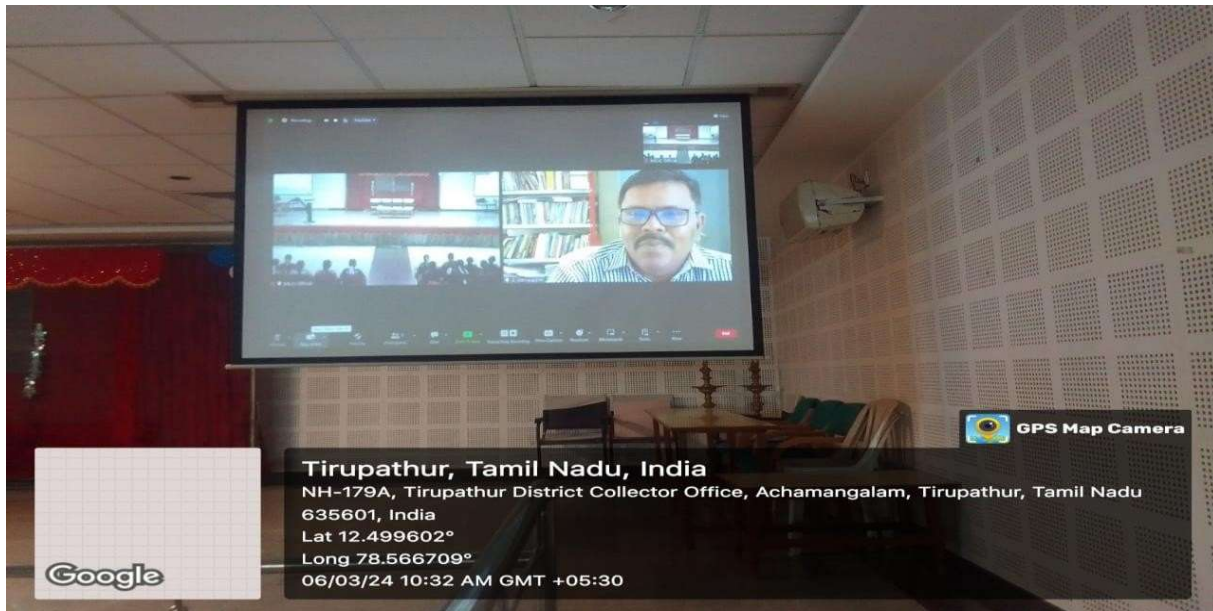 Recording
GPS Map Camera
Tirupathur, Tamil Nadu, India
NH-179A, Tirupathur District Collector Office, Achamangalam, Tirupathur, Tamil Nadu
635601, India
Lat 12.499602°
Long 78.566709°
06/03/24 10:32 AM GMT +05:30
Google